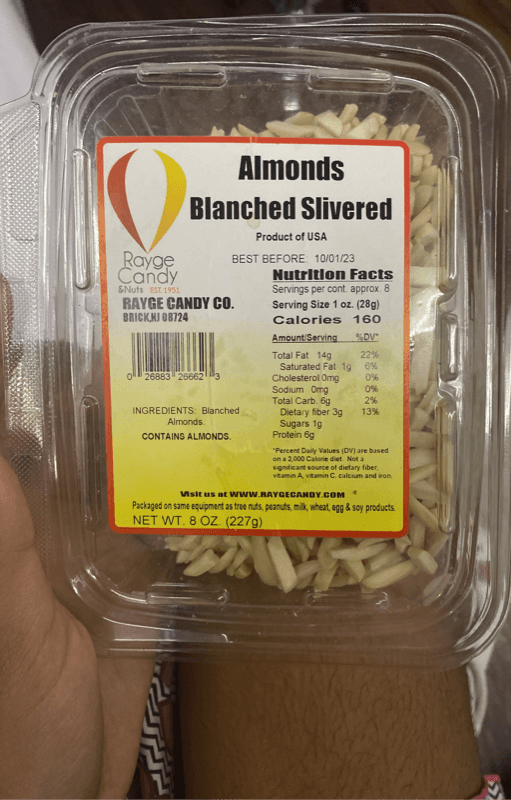 Almonds
Blanched Slivered
Product of USA
BEST BEFORE: 10/01/23
Rayge
Candy
&Nuts EST. 1951
RAYGE CANDY CO.
BRICK,NJ 08724
0 26883 26662 3
INGREDIENTS: Blanched
Almonds.
CONTAINS ALMONDS.
Nutrition Facts
Servings per cont. approx. 8
Serving Size 1 oz. (28g)
Calories 160
Amount/Serving %DV*
Total Fat 14g 22%
Saturated Fat 1g 6%
Cholesterol 0mg 0%
Sodium 0mg 0%
Total Carb. 6g 2%
Dietary fiber 3g 13%
Sugars 1g
Protein 6g
*Percent Daily Values (DV) are based
on a 2,000 Calorie diet. Not a
significant source of dietary fiber,
vitamin A, vitamin C, calcium and iron.
Visit us at WWW.RAYGECANDY.COM
Packaged on same equipment as tree nuts, peanuts, milk, wheat, egg & soy products.
NET WT. 8 OZ. (227g)